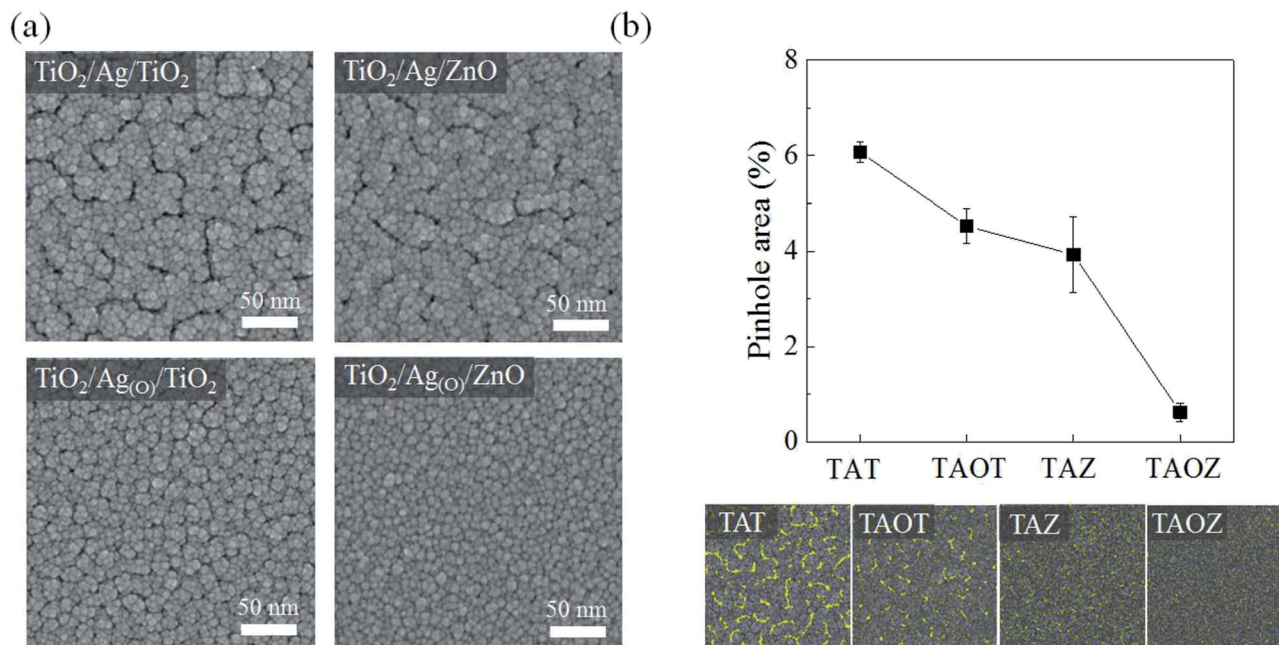 (a)
TiO₂/Ag/TiO₂
50 nm
TiO₂/Ag/ZnO
50 nm
TiO₂/Ag₍O₎/TiO₂
50 nm
TiO₂/Ag₍O₎/ZnO
50 nm
(b)
Pinhole area (%)
8
6
4
2
0
TAT TAOT TAZ TAOZ
TAT TAOT TAZ TAOZ